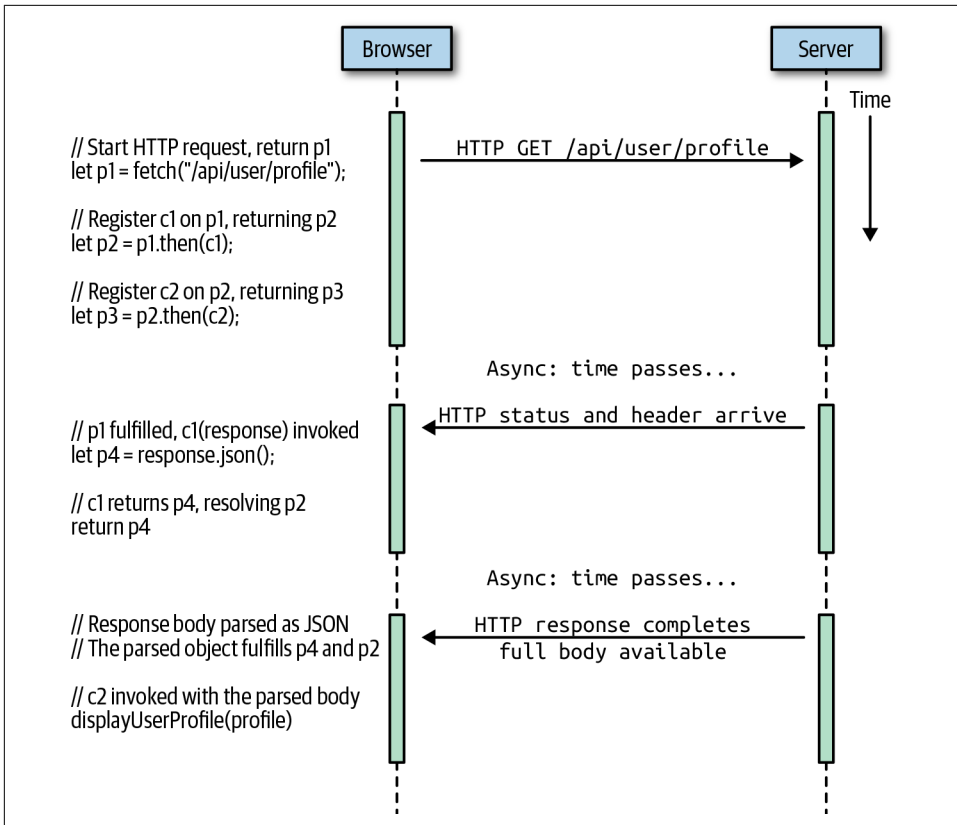 Browser
Server
Time
// Start HTTP request, return p1
let p1 = fetch("/api/user/profile");
HTTP GET /api/user/profile
// Register c1 on p1, returning p2
let p2 = p1.then(c1);
// Register c2 on p2, returning p3
let p3 = p2.then(c2);
Async: time passes...
HTTP status and header arrive
// p1 fulfilled, c1(response) invoked
let p4 = response.json();
// c1 returns p4, resolving p2
return p4
Async: time passes...
// Response body parsed as JSON
// The parsed object fulfills p4 and p2
HTTP response completes
full body available
// c2 invoked with the parsed body
displayUserProfile(profile)